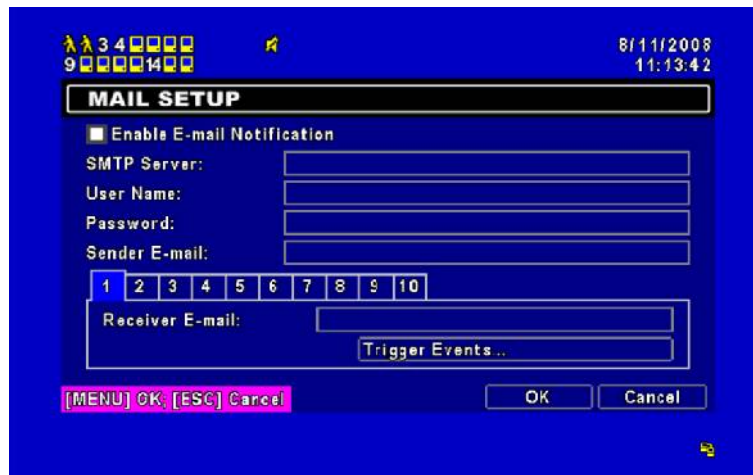 3 4 8/11/2008
9 14 11:13:42
MAIL SETUP
Enable E-mail Notification
SMTP Server:
User Name:
Password:
Sender E-mail:
1 2 3 4 5 6 7 8 9 10
Receiver E-mail:
Trigger Events...
[MENU] OK; [ESC] Cancel OK Cancel